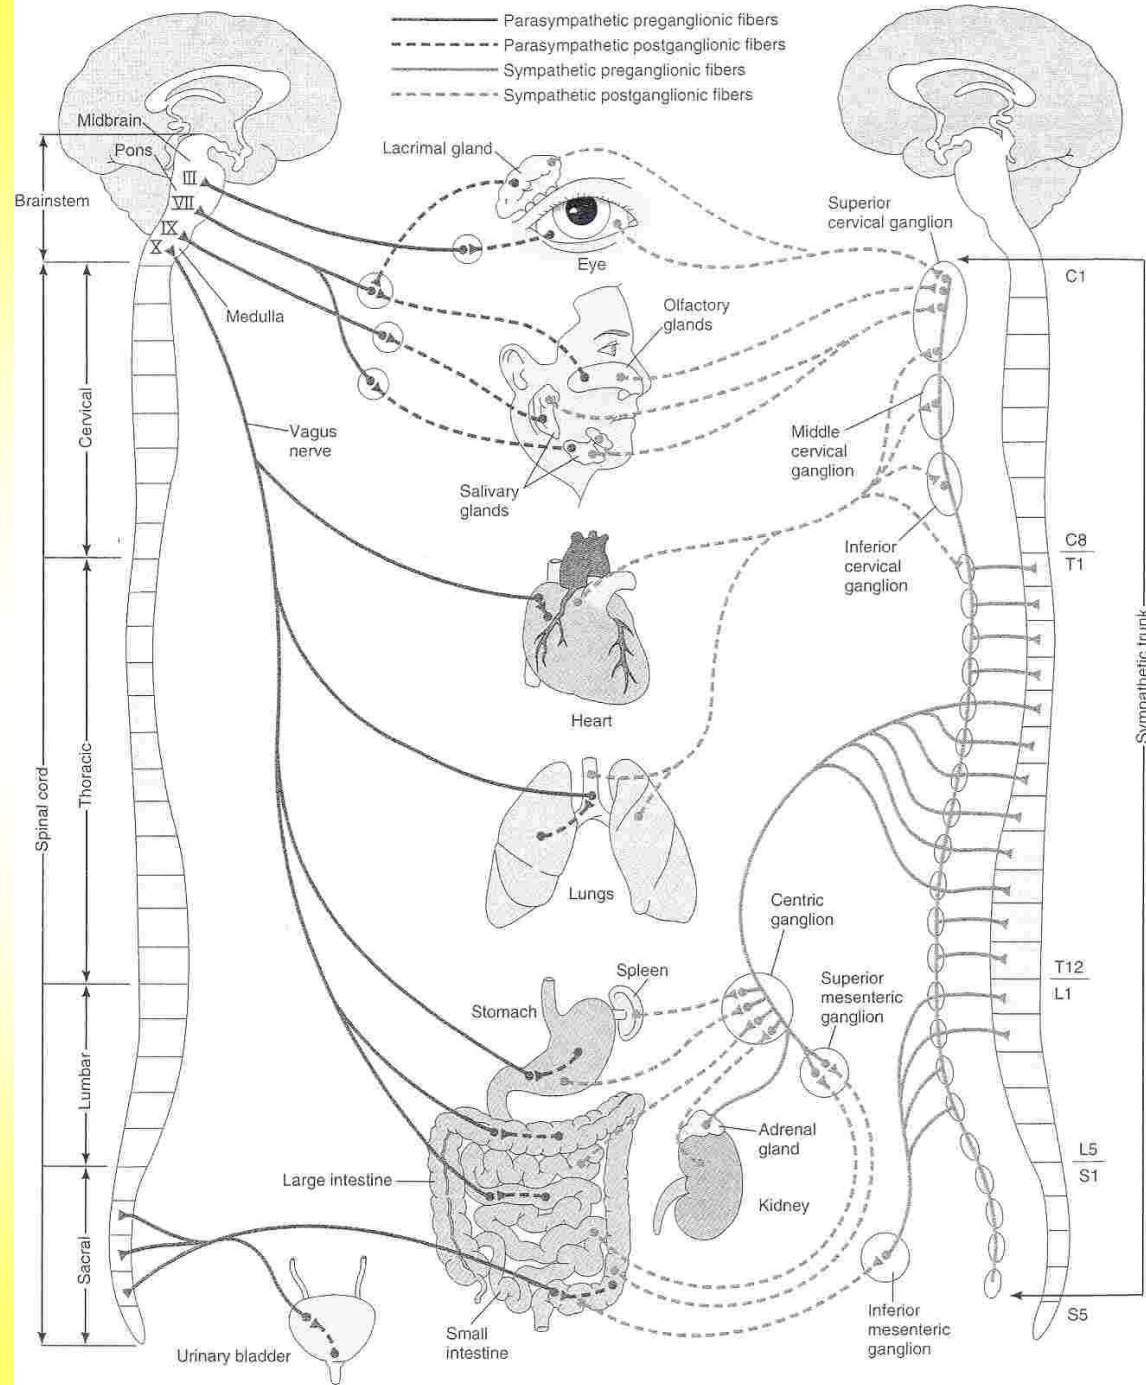 Parasympathetic preganglionic fibers
Parasympathetic postganglionic fibers
Sympathetic preganglionic fibers
Sympathetic postganglionic fibers
Midbrain
Pons
Brainstem
III
VII
IX
X
Medulla
Lacrimal gland
Eye
Superior
cervical ganglion
C1
Olfactory
glands
Cervical
Vagus
nerve
Salivary
glands
Middle
cervical
ganglion
Inferior
cervical
ganglion
C8
T1
Heart
Sympathetic trunk
Spinal cord
Thoracic
Lungs
Centric
ganglion
Spleen
Stomach
Superior
mesenteric
ganglion
T12
L1
Lumbar
Adrenal
gland
Large intestine
Kidney
L5
S1
Sacral
Small
intestine
Urinary bladder
Inferior
mesenteric
ganglion
S5